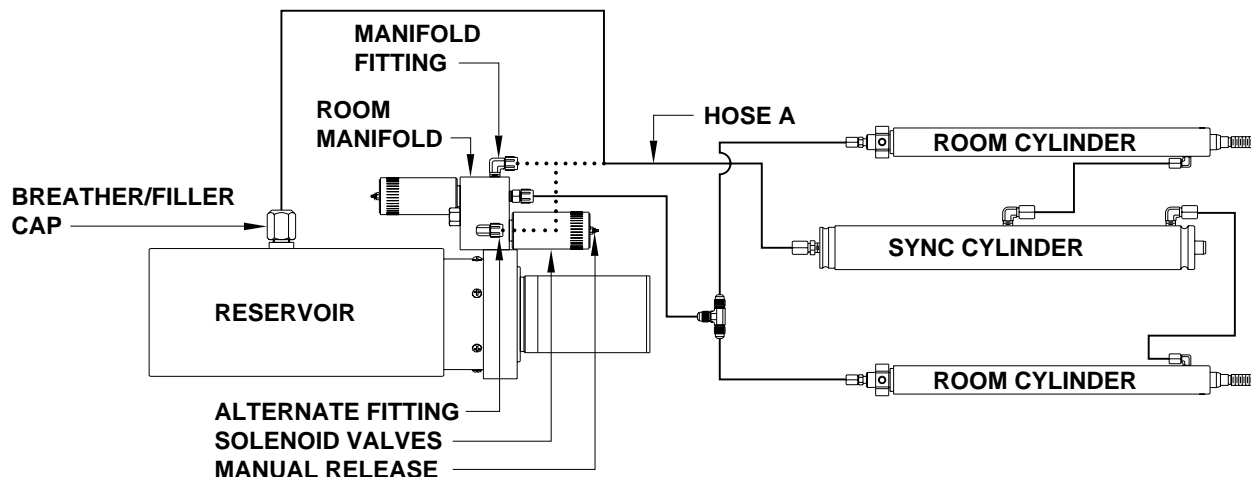 MANIFOLD
FITTING
ROOM
MANIFOLD
HOSE A
ROOM CYLINDER
BREATHER/FILLER
CAP
SYNC CYLINDER
RESERVOIR
ROOM CYLINDER
ALTERNATE FITTING
SOLENOID VALVES
MANUAL RELEASE